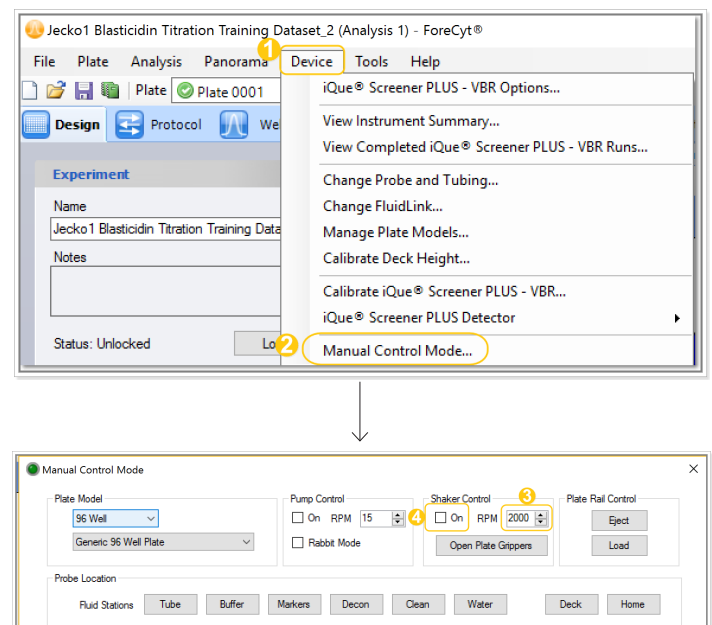 Jecko1 Blasticidin Titration Training Dataset_2 (Analysis 1) - ForeCyt®
1
File Plate Analysis Panorama Device Tools Help
Plate Plate 0001
iQue® Screener PLUS - VBR Options...
Design Protocol We
View Instrument Summary...
View Completed iQue® Screener PLUS - VBR Runs...
Experiment
Change Probe and Tubing...
Name
Change FluidLink...
Jecko1 Blasticidin Titration Training Data
Manage Plate Models...
Notes
Calibrate Deck Height...
Calibrate iQue® Screener PLUS - VBR...
iQue® Screener PLUS Detector
Status: Unlocked Lo
2 Manual Control Mode...
Manual Control Mode
Plate Model Pump Control Shaker Control 3 Plate Rail Control
96 Well On RPM 15 4 On RPM 2000 Eject
Generic 96 Well Plate Rabbit Mode Open Plate Grippers Load
Probe Location
Fluid Stations Tube Buffer Markers Decon Clean Water Deck Home